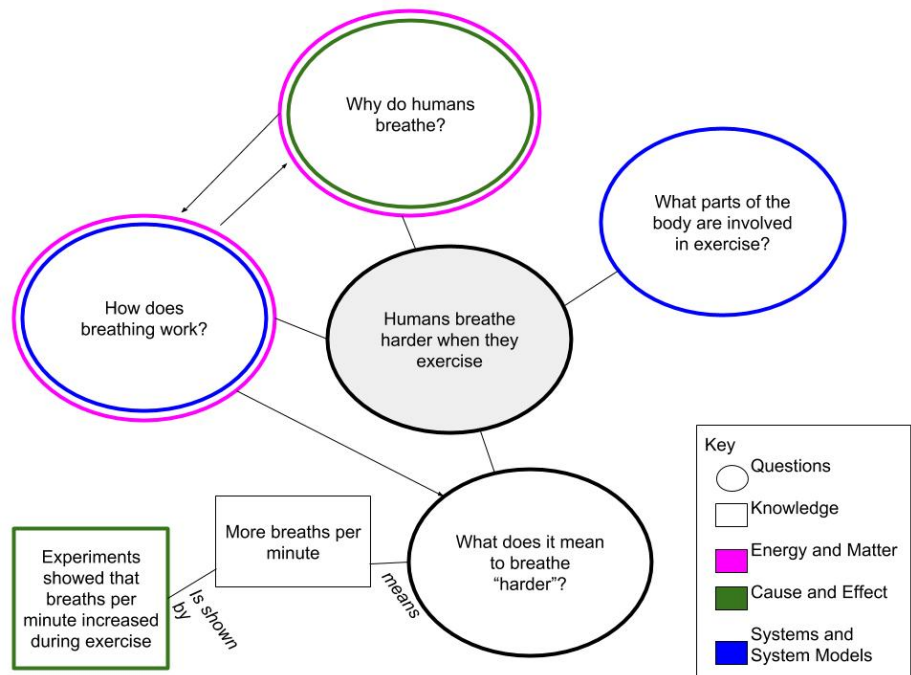 Why do humans
breathe?
What parts of the
body are involved
in exercise?
How does
breathing work?
Humans breathe
harder when they
exercise
What does it mean
to breathe
“harder”?
means
More breaths per
minute
Is shown
by
Experiments
showed that
breaths per
minute increased
during exercise
Key
Questions
Knowledge
Energy and Matter
Cause and Effect
Systems and
System Models